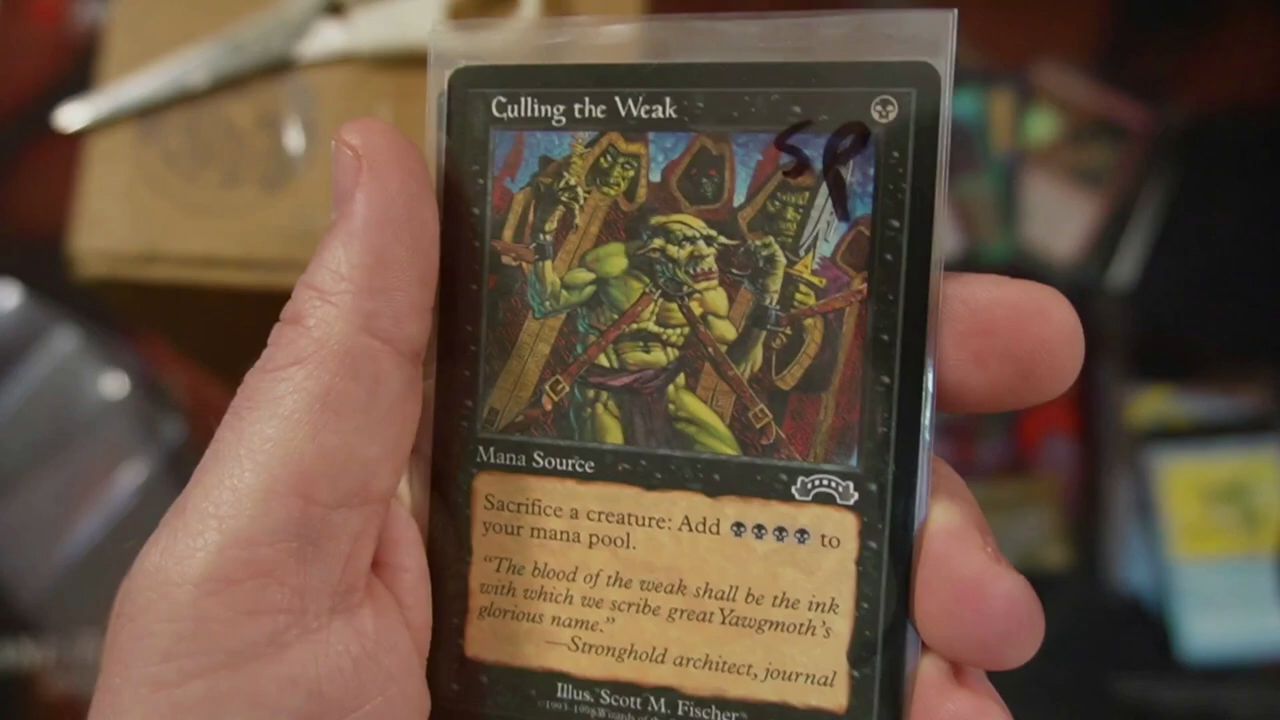 Culling the Weak
SP
Mana Source
Sacrifice a creature: Add to
your mana pool.
“The blood of the weak shall be the ink
with which we scribe great Yawgmoth’s
glorious name.”
—Stronghold architect, journal
Illus. Scott M. Fischer